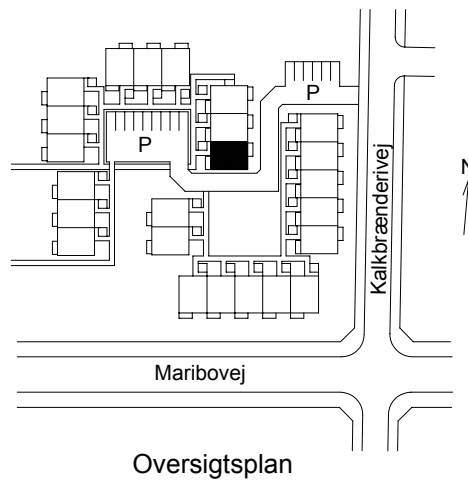 P
P
Kalkbrænderivej
N
Maribovej
Oversigtsplan